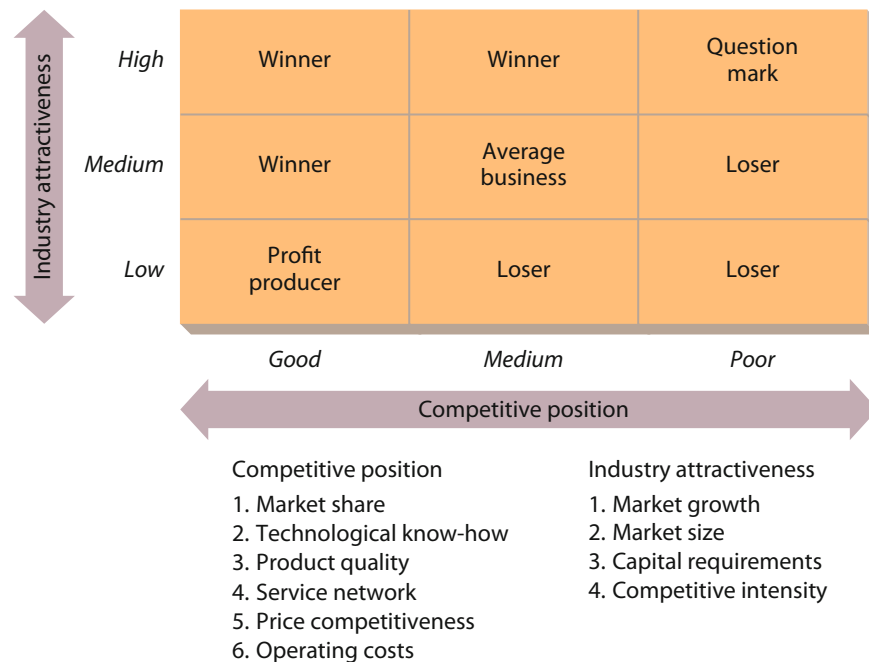 Industry attractiveness
High
Winner
Winner
Question
mark
Medium
Winner
Average
business
Loser
Low
Profit
producer
Loser
Loser
Good
Medium
Poor
Competitive position
Competitive position
1. Market share
2. Technological know-how
3. Product quality
4. Service network
5. Price competitiveness
6. Operating costs
Industry attractiveness
1. Market growth
2. Market size
3. Capital requirements
4. Competitive intensity